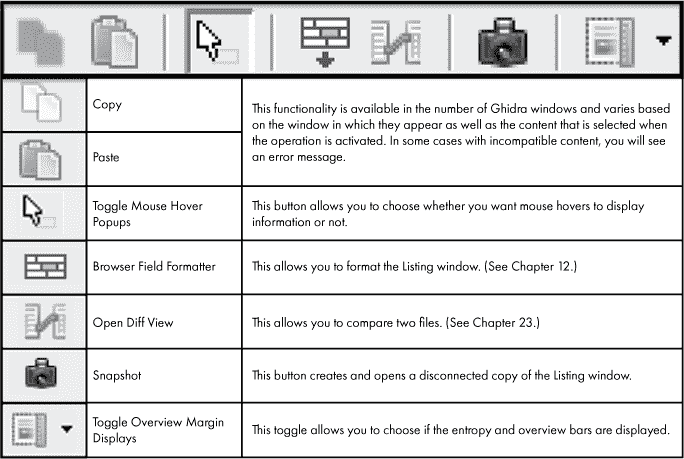 Copy
This functionality is available in the number of Ghidra windows and varies based
on the window in which they appear as well as the content that is selected when
the operation is activated. In some cases with incompatible content, you will see
an error message.
Paste
Toggle Mouse Hover
Popups
This button allows you to choose whether you want mouse hovers to display
information or not.
Browser Field Formatter
This allows you to format the Listing window. (See Chapter 12.)
Open Diff View
This allows you to compare two files. (See Chapter 23.)
Snapshot
This button creates and opens a disconnected copy of the Listing window.
Toggle Overview Margin
Displays
This toggle allows you to choose if the entropy and overview bars are displayed.